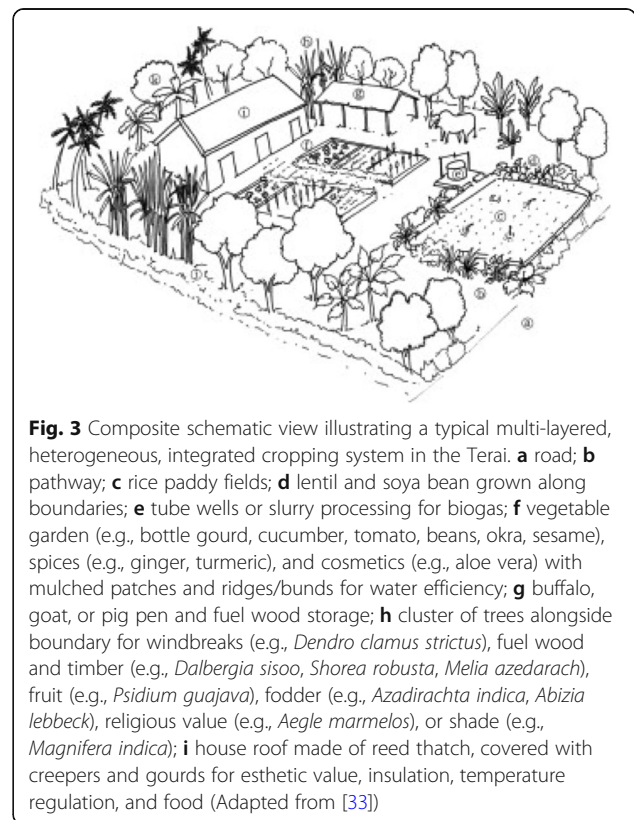 h
i
g
f
d
e
c
b
a
Fig. 3 Composite schematic view illustrating a typical multi-layered,
heterogeneous, integrated cropping system in the Terai. a road; b
pathway; c rice paddy fields; d lentil and soya bean grown along
boundaries; e tube wells or slurry processing for biogas; f vegetable
garden (e.g., bottle gourd, cucumber, tomato, beans, okra, sesame),
spices (e.g., ginger, turmeric), and cosmetics (e.g., aloe vera) with
mulched patches and ridges/bunds for water efficiency; g buffalo,
goat, or pig pen and fuel wood storage; h cluster of trees alongside
boundary for windbreaks (e.g., Dendro clamus strictus), fuel wood
and timber (e.g., Dalbergia sisoo, Shorea robusta, Melia azedarach),
fruit (e.g., Psidium guajava), fodder (e.g., Azadirachta indica, Abizia
lebbeck), religious value (e.g., Aegle marmelos), or shade (e.g.,
Magnifera indica); i house roof made of reed thatch, covered with
creepers and gourds for esthetic value, insulation, temperature
regulation, and food (Adapted from [33])